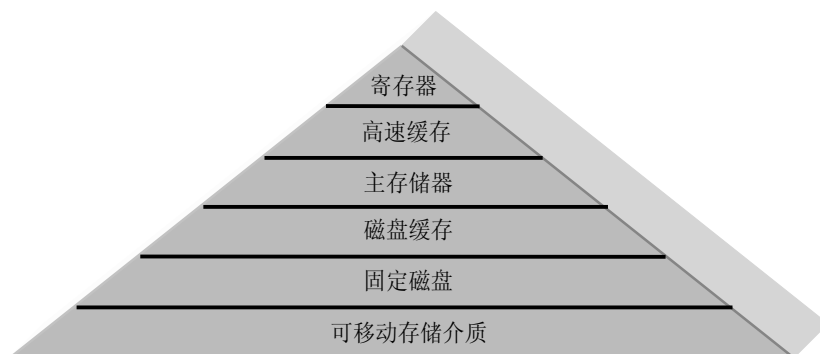 寄存器
高速缓存
主存储器
磁盘缓存
固定磁盘
可移动存储介质